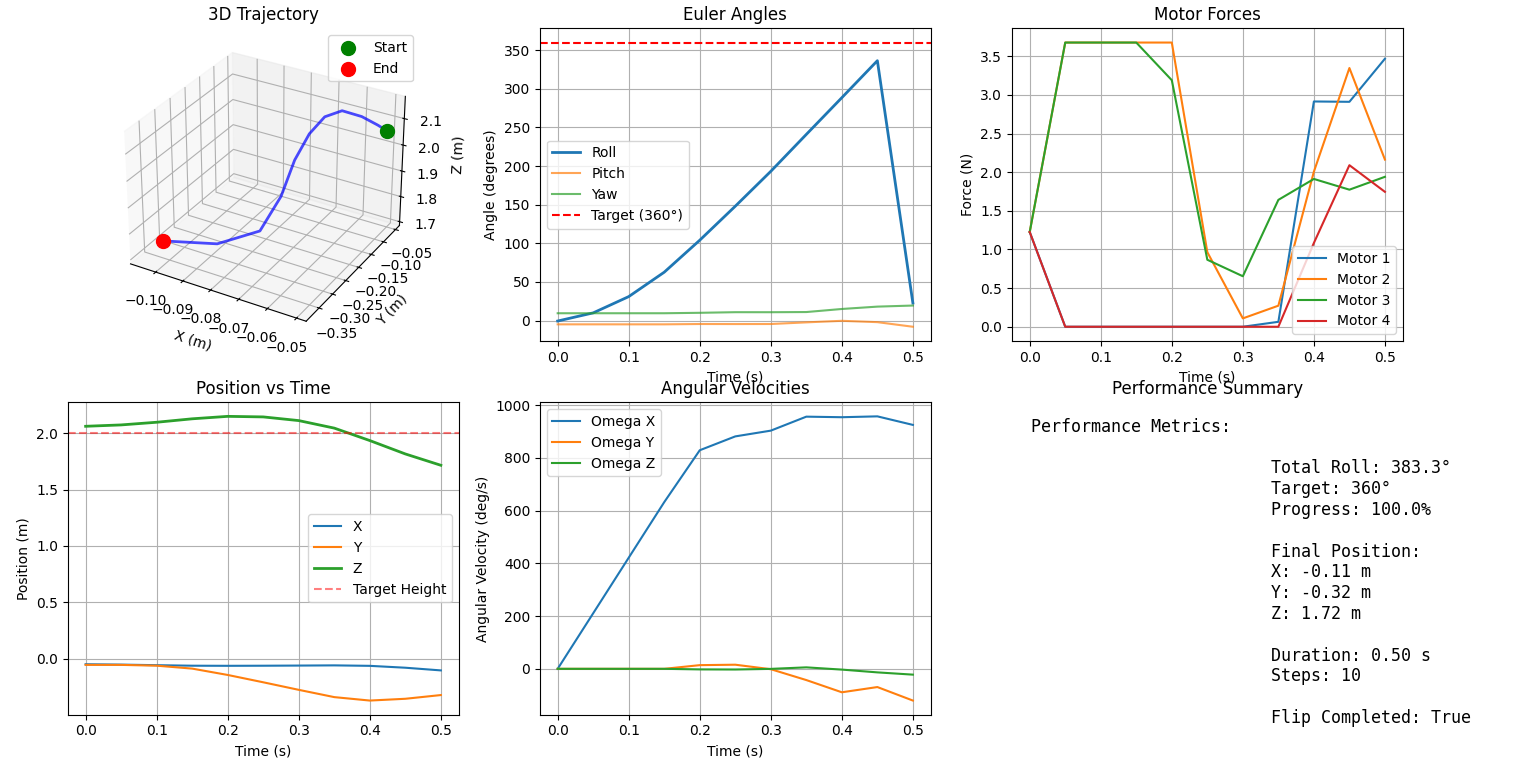 3D Trajectory
Start
End
2.1
2.0
1.9
1.8
1.7
Z (m)
−0.05
−0.10
−0.15
−0.20
−0.25
−0.30
−0.35
Y (m)
−0.10
−0.09
−0.08
−0.07
−0.06
−0.05
X (m)
Euler Angles
350
300
250
200
150
100
50
0
Angle (degrees)
Roll
Pitch
Yaw
Target (360°)
0.0 0.1 0.2 0.3 0.4 0.5
Time (s)
Motor Forces
3.5
3.0
2.5
2.0
1.5
1.0
0.5
0.0
Force (N)
Motor 1
Motor 2
Motor 3
Motor 4
0.0 0.1 0.2 0.3 0.4 0.5
Time (s)
Position vs Time
2.0
1.5
1.0
0.5
0.0
Position (m)
X
Y
Z
Target Height
0.0 0.1 0.2 0.3 0.4 0.5
Time (s)
Angular Velocities
1000
800
600
400
200
0
Angular Velocity (deg/s)
Omega X
Omega Y
Omega Z
0.0 0.1 0.2 0.3 0.4 0.5
Time (s)
Performance Summary
Performance Metrics:
Total Roll: 383.3°
Target: 360°
Progress: 100.0%
Final Position:
X: -0.11 m
Y: -0.32 m
Z: 1.72 m
Duration: 0.50 s
Steps: 10
Flip Completed: True